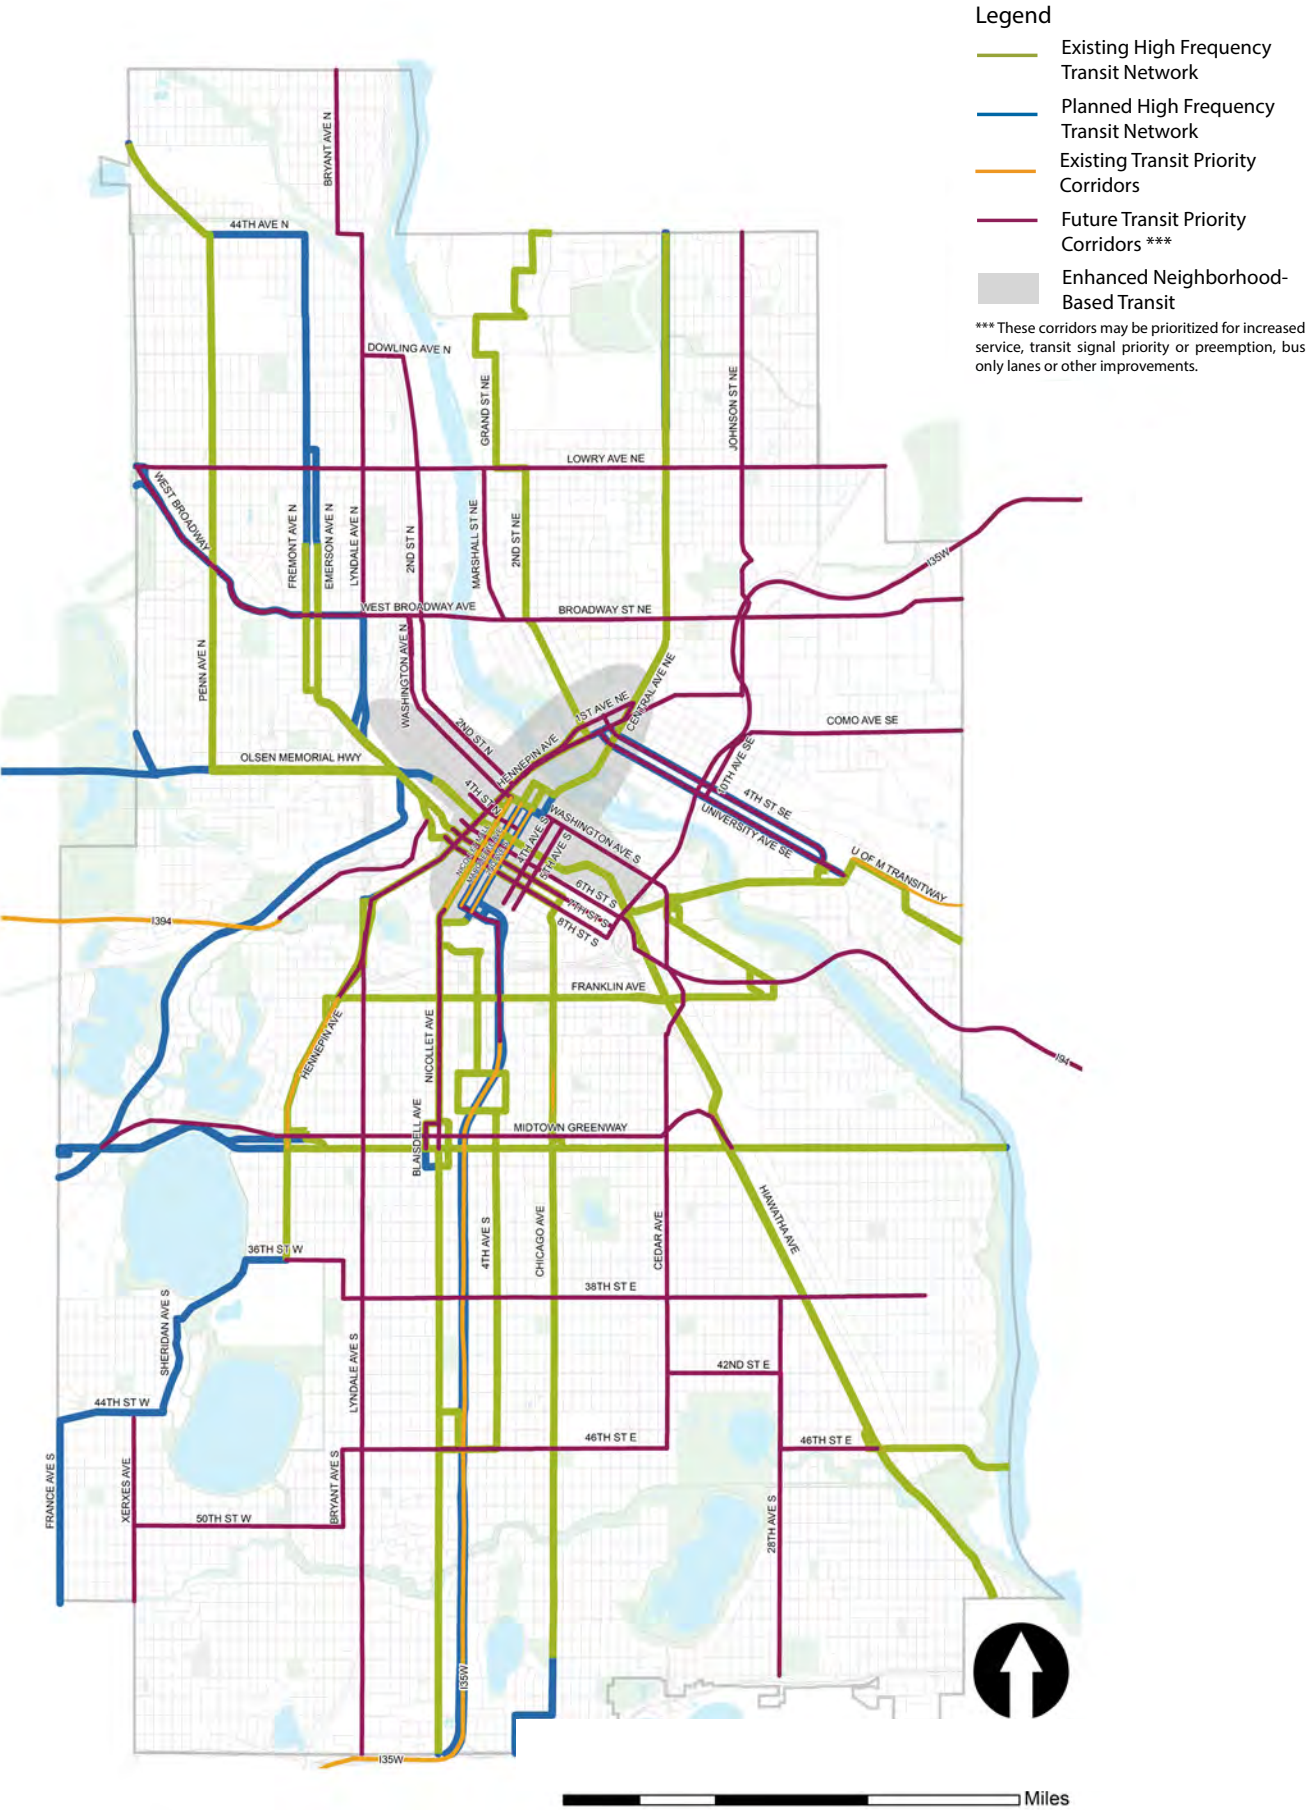 Legend
Existing High Frequency
Transit Network
Planned High Frequency
Transit Network
Existing Transit Priority
Corridors
Future Transit Priority
Corridors ***
Enhanced Neighborhood-
Based Transit
*** These corridors may be prioritized for increased
service, transit signal priority or preemption, bus
only lanes or other improvements.
BRYANT AVE N
44TH AVE N
DOWLING AVE N
GRAND ST NE
JOHNSON ST NE
LOWRY AVE NE
WEST BROADWAY
FREMONT AVE N
EMERSON AVE N
LYNDALE AVE N
2ND ST N
MARSHALL ST NE
2ND ST NE
I35W
WEST BROADWAY AVE
BROADWAY ST NE
PENN AVE N
WASHINGTON AVE N
2ND ST N
1ST AVE NE
CENTRAL AVE NE
COMO AVE SE
OLSEN MEMORIAL HWY
HENNEPIN AVE
10TH AVE SE
4TH ST N
4TH ST SE
UNIVERSITY AVE SE
WASHINGTON AVE S
4TH AVE S
5TH AVE S
U OF M TRANSITWAY
6TH ST S
7TH ST S
8TH ST S
I394
FRANKLIN AVE
HENNEPIN AVE
NICOLLET AVE
I94
BLAISDELL AVE
MIDTOWN GREENWAY
HIAWATHA AVE
36TH ST W
4TH AVE S
CHICAGO AVE
CEDAR AVE
38TH ST E
SHERIDAN AVE S
LYNDALE AVE S
42ND ST E
44TH ST W
46TH ST E
46TH ST E
FRANCE AVE S
XERXES AVE
BRYANT AVE S
50TH ST W
28TH AVE S
I35W
I35W
Miles